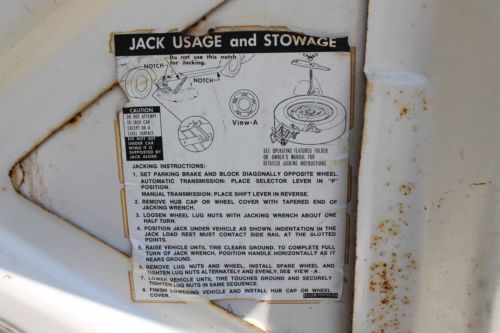 JACK USAGE and STOWAGE
Do not use this notch
for Jacking.
NOTCH
NOTCH
View-A
CAUTION
DO NOT ATTEMPT
TO JACK CAR
EXCEPT ON A
LEVEL SURFACE.
DO NOT GET
UNDER CAR
WHILE IT IS
SUPPORTED BY
JACK ALONE.
SEE OPERATING FEATURES FOLDER
OR OWNER'S MANUAL FOR
DETAILED JACKING INSTRUCTIONS
JACKING INSTRUCTIONS:
1. SET PARKING BRAKE AND BLOCK DIAGONALLY OPPOSITE WHEEL.
AUTOMATIC TRANSMISSION: PLACE SELECTOR LEVER IN "P"
POSITION.
MANUAL TRANSMISSION: PLACE SHIFT LEVER IN REVERSE.
2. REMOVE HUB CAP OR WHEEL COVER WITH TAPERED END OF
JACKING WRENCH.
3. LOOSEN WHEEL LUG NUTS WITH JACKING WRENCH ABOUT ONE
HALF TURN.
4. POSITION JACK UNDER VEHICLE AS SHOWN. INDENTATION IN THE
JACK LOAD REST MUST CONTACT SIDE RAIL AT THE SLOTTED
POINTS.
5. RAISE VEHICLE UNTIL TIRE CLEARS GROUND. TO COMPLETE FULL
TURN OF JACK WRENCH, POSITION HANDLE HORIZONTALLY AS IT
NEARS GROUND.
6. REMOVE LUG NUTS AND WHEEL, INSTALL SPARE WHEEL AND
TIGHTEN LUG NUTS ALTERNATELY AND EVENLY. SEE VIEW-A.
7. LOWER VEHICLE UNTIL TIRE TOUCHES GROUND AND SECURELY
TIGHTEN LUG NUTS IN SAME SEQUENCE.
8. FINISH LOWERING VEHICLE AND INSTALL HUB CAP OR WHEEL
COVER.